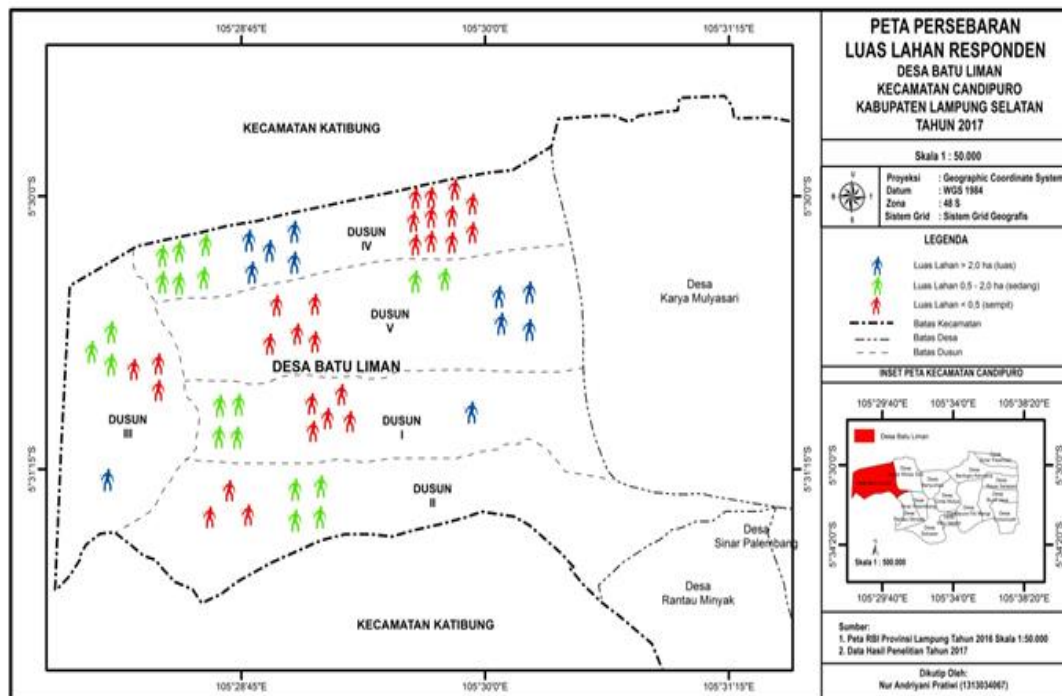 105°28'45"E
105°30'0"E
105°31'15"E
KECAMATAN KATIBUNG
5°30'0"S
5°30'0"S
DUSUN
IV
DUSUN
V
Desa
Karya Mulyasari
DESA BATU LIMAN
DUSUN
III
DUSUN
I
5°31'15"S
5°31'15"S
DUSUN
II
Desa
Sinar Palembang
Desa
Rantau Minyak
KECAMATAN KATIBUNG
105°28'45"E
105°30'0"E
105°31'15"E
PETA PERSEBARAN
LUAS LAHAN RESPONDEN
DESA BATU LIMAN
KECAMATAN CANDIPURO
KABUPATEN LAMPUNG SELATAN
TAHUN 2017
Skala 1 : 50.000
Proyeksi : Geographic Coordinate System
Datum : WGS 1984
Zona : 48 S
Sistem Grid : Sistem Grid Geografis
LEGENDA
Luas Lahan > 2,0 ha (luas)
Luas Lahan 0,5 - 2,0 ha (sedang)
Luas Lahan < 0,5 (sempit)
Batas Kecamatan
Batas Desa
Batas Dusun
INSET PETA KECAMATAN CANDIPURO
105°29'40"E
105°34'0"E
105°38'20"E
Desa Batu Liman
5°30'0"S
5°30'0"S
5°34'20"S
5°34'20"S
Skala 1 : 500.000
105°29'40"E
105°34'0"E
105°38'20"E
Sumber:
1. Peta RBI Provinsi Lampung Tahun 2016 Skala 1:50.000
2. Data Hasil Penelitian Tahun 2017
Dikutip Oleh:
Nur Andriyani Pratiwi (1313034067)